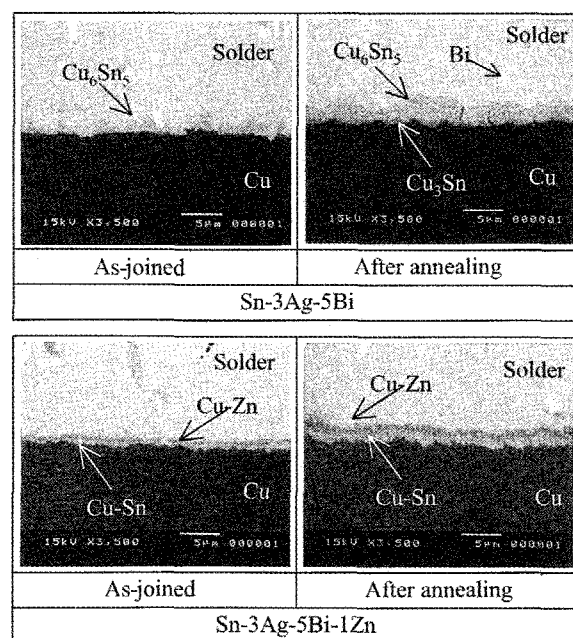 Solder
Cu₆Sn₅
Cu
15kV X3,500 5µm 000001
Solder
Cu₆Sn₅
Bi
Cu₃Sn
Cu
15kV X3,500 5µm 000001
As-joined After annealing
Sn-3Ag-5Bi
Solder
Cu-Zn
Cu-Sn
Cu
15kV X3,500 5µm 000001
Solder
Cu-Zn
Cu-Sn
Cu
15kV X3,500 5µm 000001
As-joined After annealing
Sn-3Ag-5Bi-1Zn